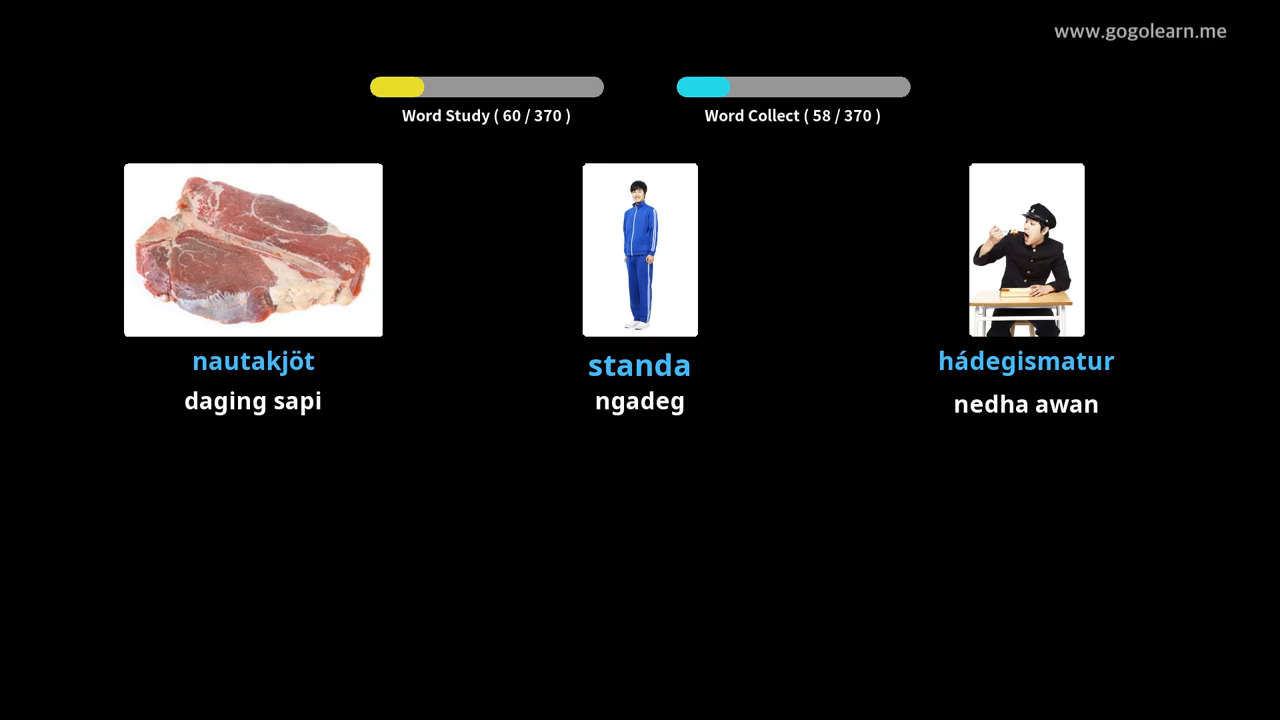 www.gogolearn.me
Word Study ( 60 / 370 )
Word Collect ( 58 / 370 )
nautakjöt
standa
hádegismatur
daging sapi
ngadeg
nedha awan